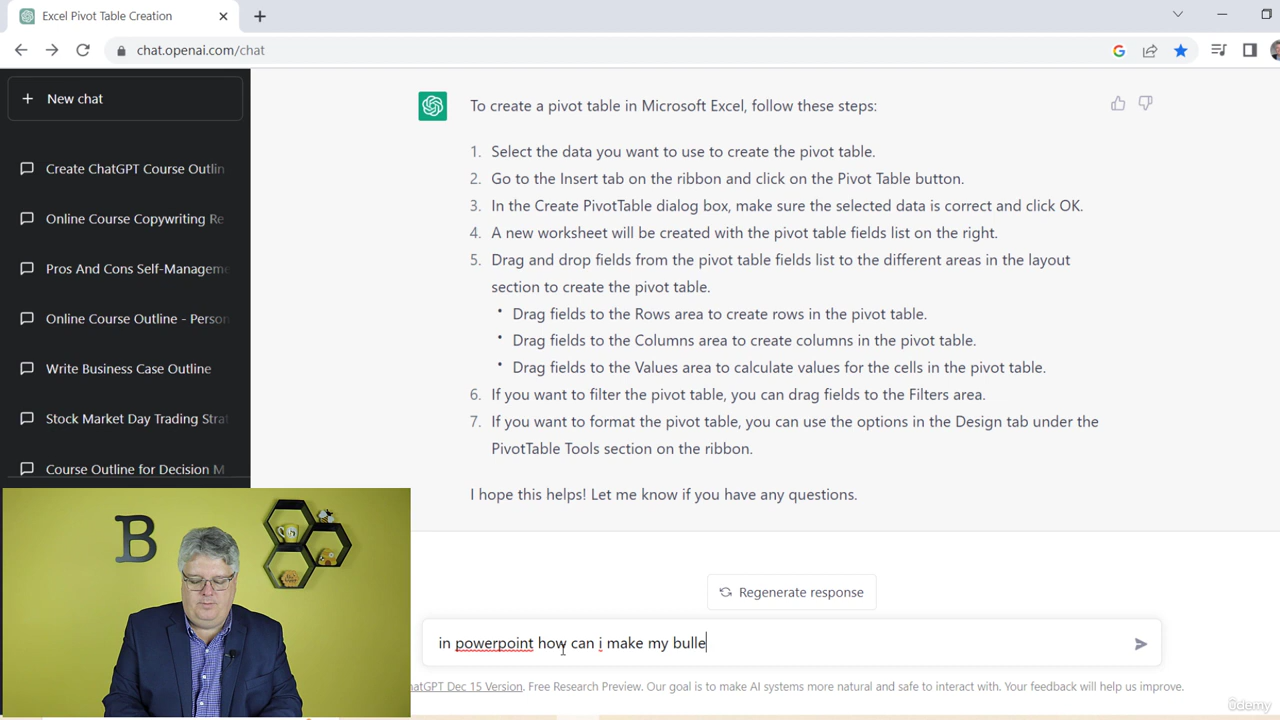 Excel Pivot Table Creation
chat.openai.com/chat
New chat
Create ChatGPT Course Outlin
Online Course Copywriting Re
Pros And Cons Self-Manageme
Online Course Outline - Person
Write Business Case Outline
Stock Market Day Trading Strat
Course Outline for Decision M
To create a pivot table in Microsoft Excel, follow these steps:
1. Select the data you want to use to create the pivot table.
2. Go to the Insert tab on the ribbon and click on the Pivot Table button.
3. In the Create PivotTable dialog box, make sure the selected data is correct and click OK.
4. A new worksheet will be created with the pivot table fields list on the right.
5. Drag and drop fields from the pivot table fields list to the different areas in the layout
section to create the pivot table.
• Drag fields to the Rows area to create rows in the pivot table.
• Drag fields to the Columns area to create columns in the pivot table.
• Drag fields to the Values area to calculate values for the cells in the pivot table.
6. If you want to filter the pivot table, you can drag fields to the Filters area.
7. If you want to format the pivot table, you can use the options in the Design tab under the
PivotTable Tools section on the ribbon.
I hope this helps! Let me know if you have any questions.
Regenerate response
in powerpoint how can i make my bulle
hatGPT Dec 15 Version. Free Research Preview. Our goal is to make AI systems more natural and safe to interact with. Your feedback will help us improve.
B
ûdemy